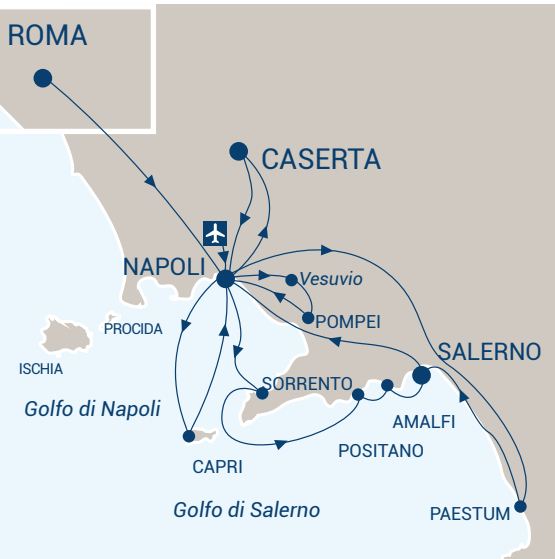 ROMA
CASERTA
NAPOLI
Vesuvio
POMPEI
PROCIDA
SALERNO
ISCHIA
SORRENTO
Golfo di Napoli
AMALFI
POSITANO
CAPRI
Golfo di Salerno
PAESTUM